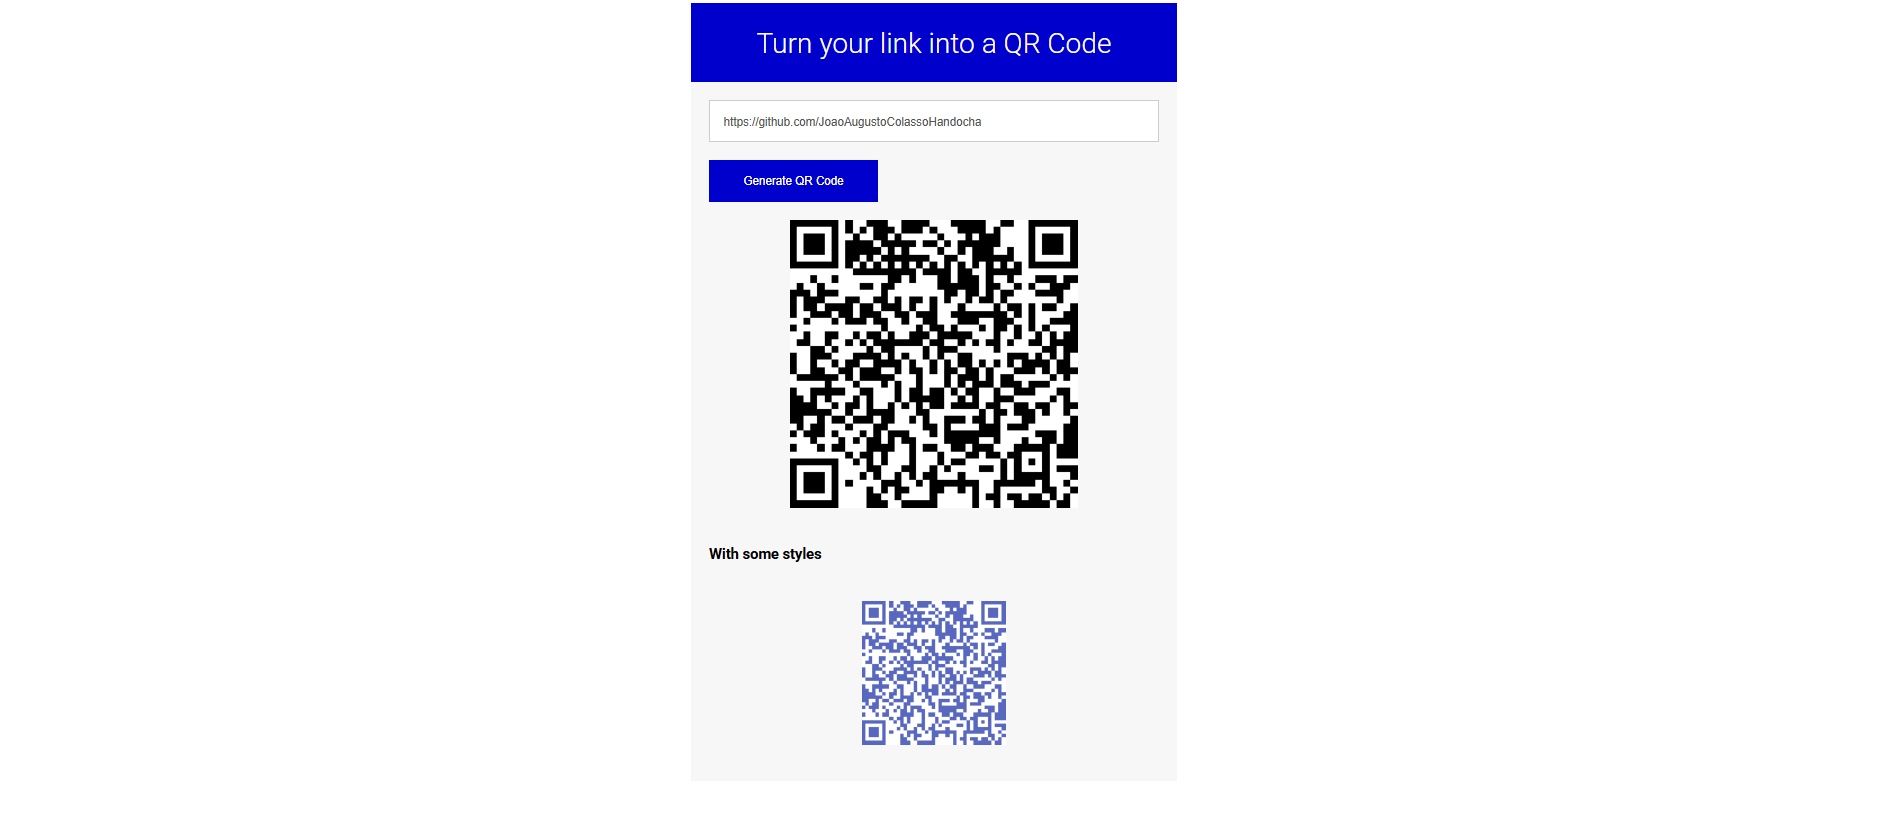 Turn your link into a QR Code
https://github.com/JoaoAugustoColassoHandocha
Generate QR Code
With some styles